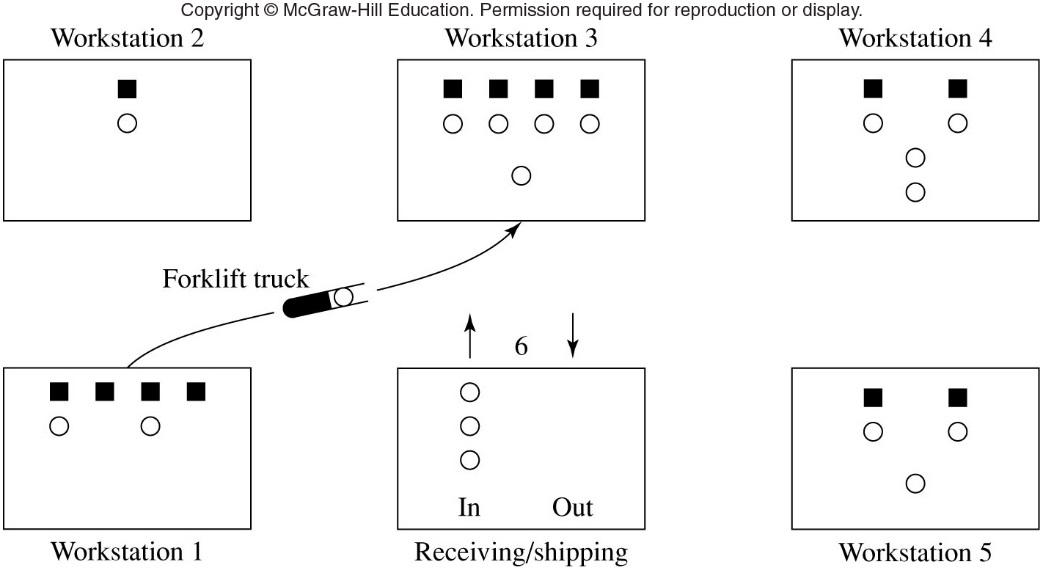 Copyright © McGraw-Hill Education. Permission required for reproduction or display.
Workstation 2
Workstation 3
Workstation 4
Forklift truck
6
In
Out
Workstation 1
Receiving/shipping
Workstation 5